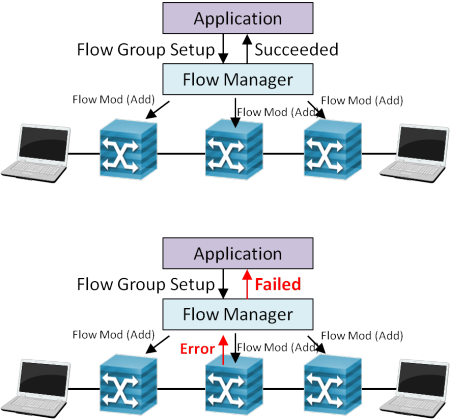 Application
Flow Group Setup
Succeeded
Flow Manager
Flow Mod (Add)
Flow Mod (Add)
Flow Mod (Add)
Application
Flow Group Setup
Failed
Flow Manager
Flow Mod (Add)
Error
Flow Mod (Add)
Flow Mod (Add)